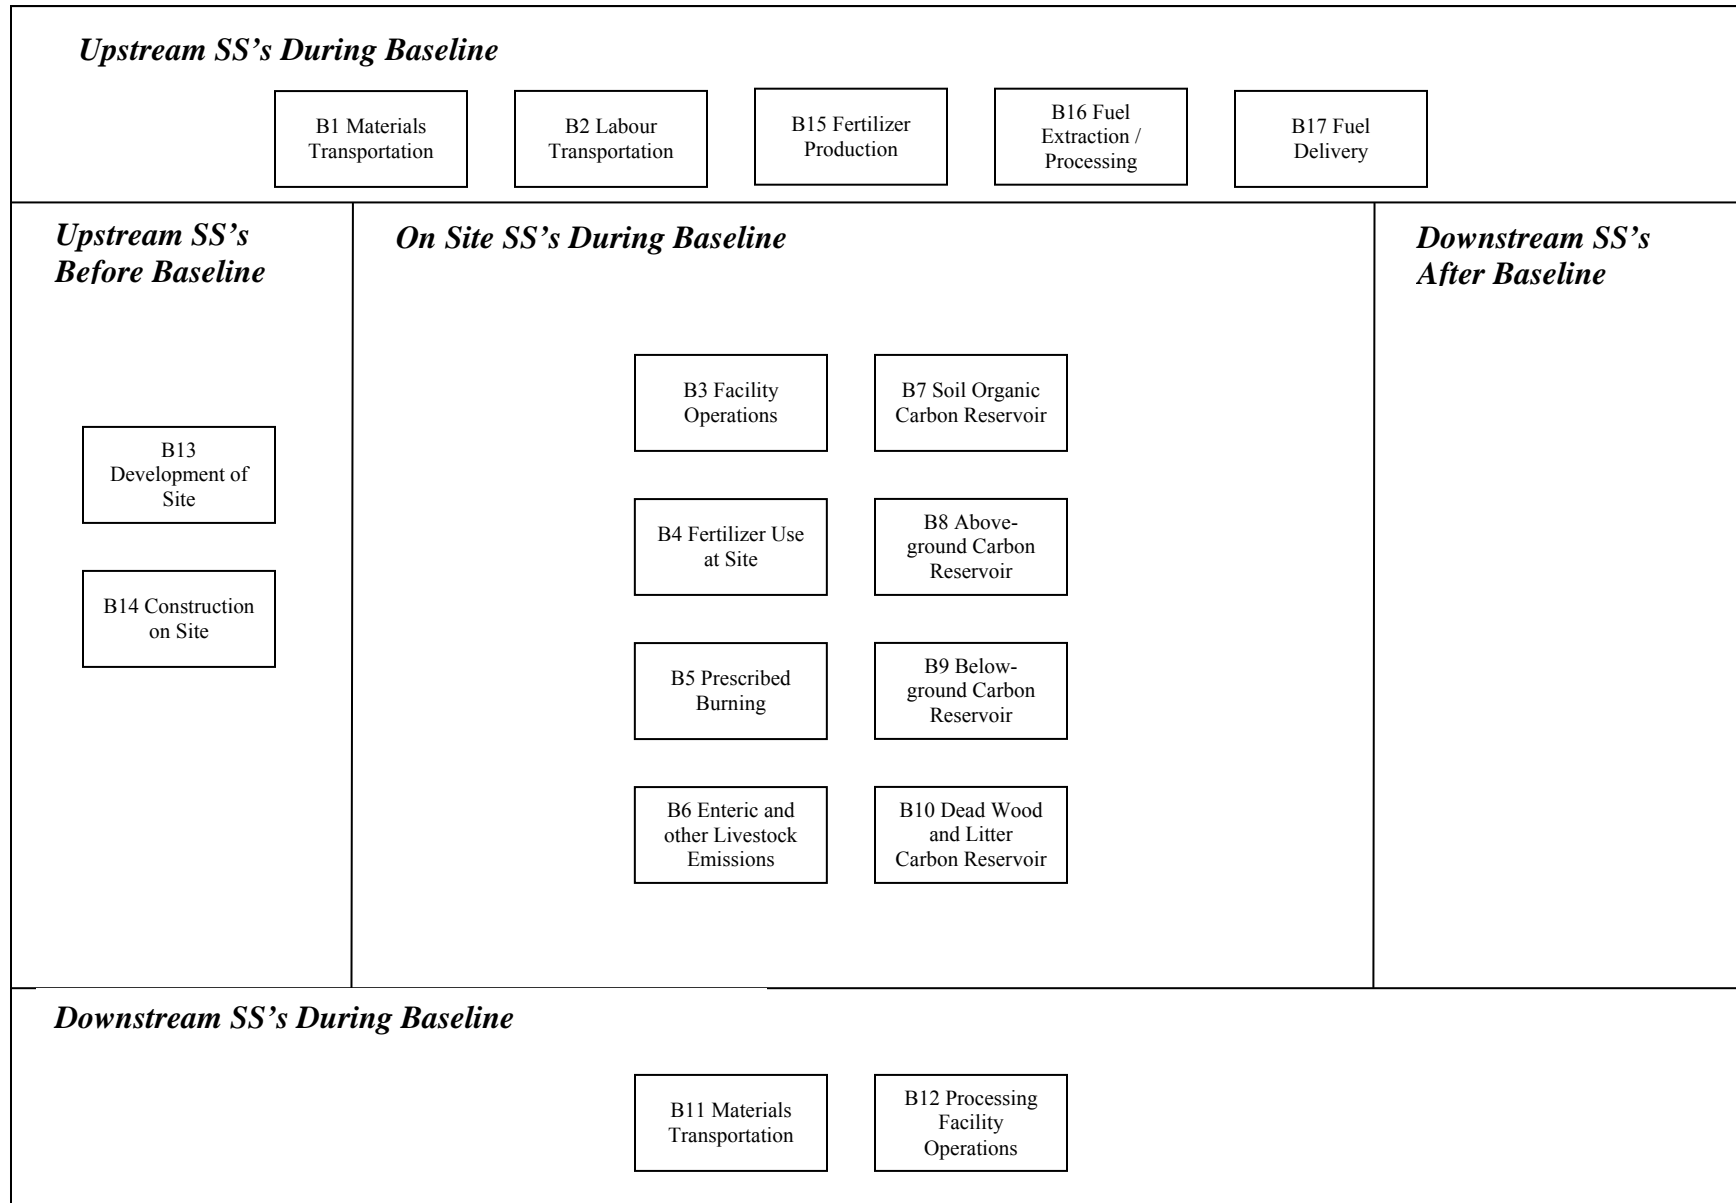 Upstream SS’s During Baseline
B1 Materials
Transportation
B2 Labour
Transportation
B15 Fertilizer
Production
B16 Fuel
Extraction /
Processing
B17 Fuel
Delivery
Upstream SS’s
Before Baseline
B13
Development of
Site
B14 Construction
on Site
On Site SS’s During Baseline
B3 Facility
Operations
B7 Soil Organic
Carbon Reservoir
B4 Fertilizer Use
at Site
B8 Above-
ground Carbon
Reservoir
B5 Prescribed
Burning
B9 Below-
ground Carbon
Reservoir
B6 Enteric and
other Livestock
Emissions
B10 Dead Wood
and Litter
Carbon Reservoir
Downstream SS’s
After Baseline
Downstream SS’s During Baseline
B11 Materials
Transportation
B12 Processing
Facility
Operations